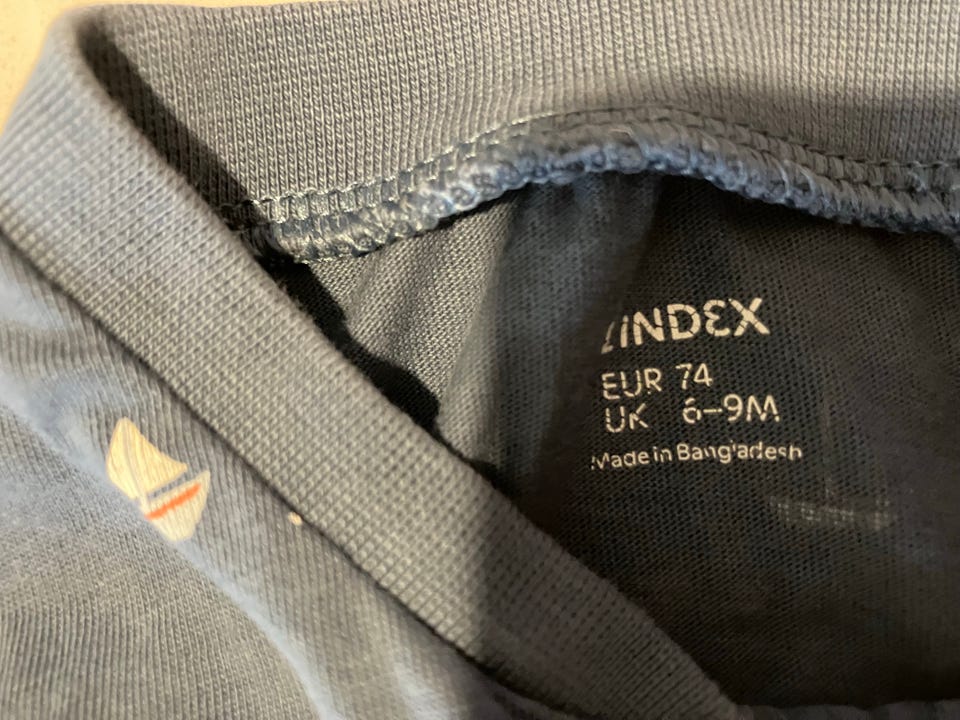 LINDEX
EUR 74
UK 6-9M
Made in Bangladesh